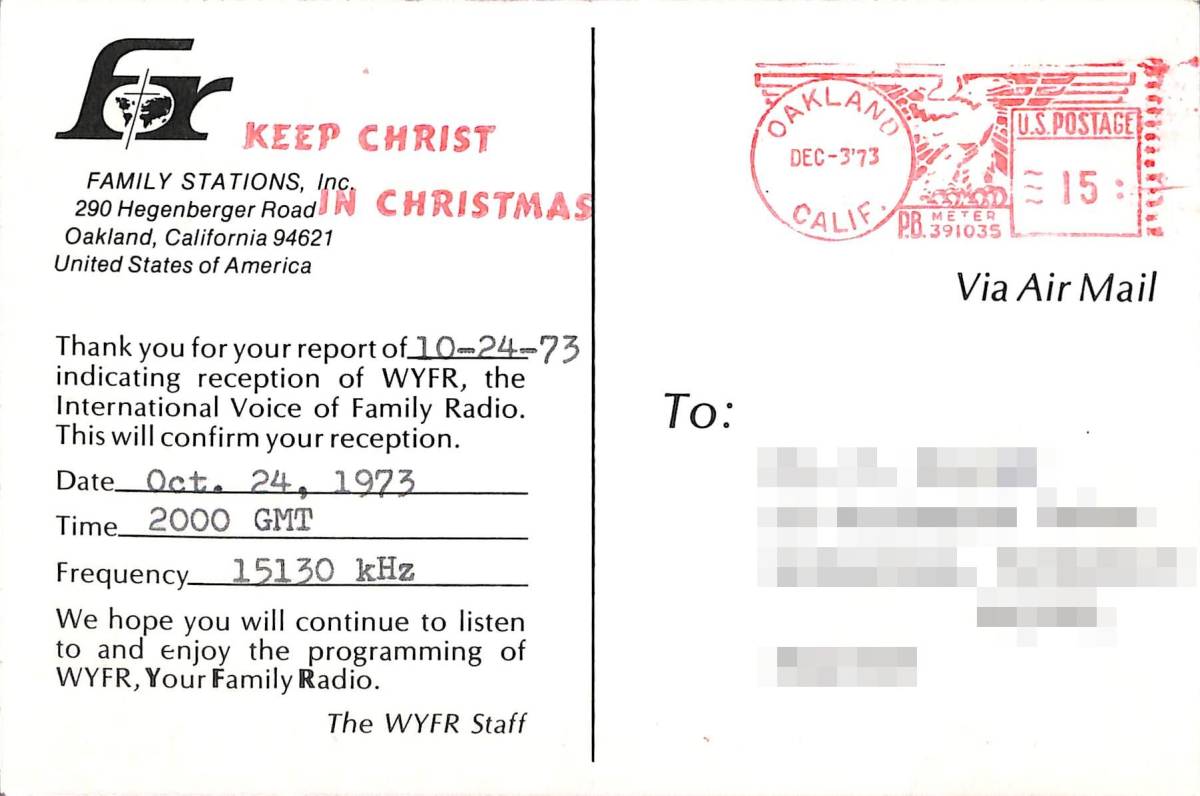 fr
KEEP CHRIST
IN CHRISTMAS
FAMILY STATIONS, Inc.
290 Hegenberger Road
Oakland, California 94621
United States of America
Thank you for your report of 10-24-73
indicating reception of WYFR, the
International Voice of Family Radio.
This will confirm your reception.
Date Oct. 24, 1973
Time 2000 GMT
Frequency 15130 kHz
We hope you will continue to listen
to and enjoy the programming of
WYFR, Your Family Radio.
The WYFR Staff
OAKLAND
DEC-3'73
CALIF.
P.B. METER
391035
U.S. POSTAGE
15
Via Air Mail
To: